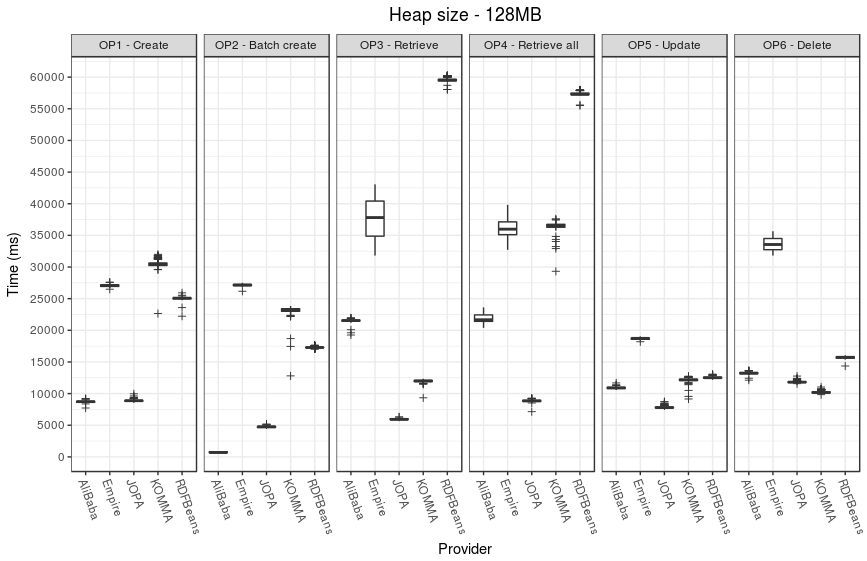 Heap size - 128MB
OP1 - Create
OP2 - Batch create
OP3 - Retrieve
OP4 - Retrieve all
OP5 - Update
OP6 - Delete
60000
55000
50000
45000
40000
35000
30000
25000
20000
15000
10000
5000
0
Time (ms)
AliBaba
Empire
JOPA
KOMMA
RDFBeans
AliBaba
Empire
JOPA
KOMMA
RDFBeans
AliBaba
Empire
JOPA
KOMMA
RDFBeans
AliBaba
Empire
JOPA
KOMMA
RDFBeans
AliBaba
Empire
JOPA
KOMMA
RDFBeans
AliBaba
Empire
JOPA
KOMMA
RDFBeans
Provider